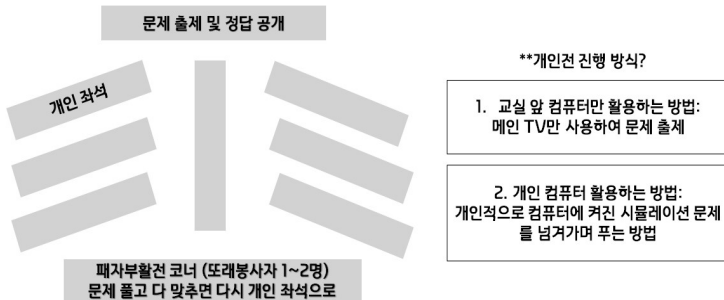 문제 출제 및 정답 공개
개인 좌석
**개인전 진행 방식?
1. 교실 앞 컴퓨터만 활용하는 방법:
메인 TV만 사용하여 문제 출제
2. 개인 컴퓨터 활용하는 방법:
개인적으로 컴퓨터에 켜진 시뮬레이션 문제
를 넘겨가며 푸는 방법
패자부활전 코너 (또래봉사자 1~2명)
문제 풀고 다 맞추면 다시 개인 좌석으로